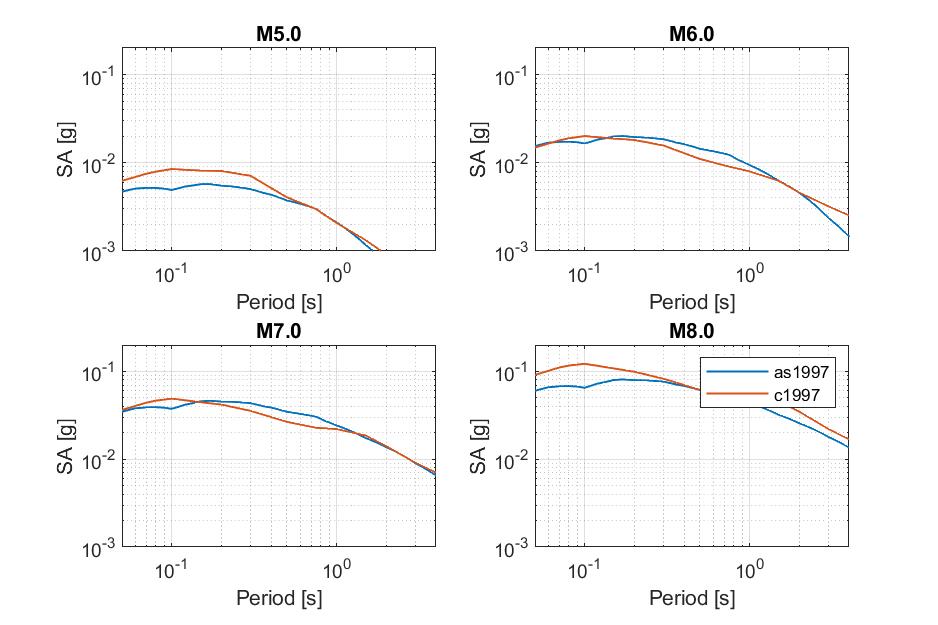 M5.0
M6.0
SA [g]
10^-1
10^-2
10^-3
10^-1
10^0
Period [s]
SA [g]
10^-1
10^-2
10^-3
10^-1
10^0
Period [s]
M7.0
M8.0
SA [g]
10^-1
10^-2
10^-3
10^-1
10^0
Period [s]
SA [g]
10^-1
10^-2
10^-3
10^-1
10^0
Period [s]
as1997
c1997